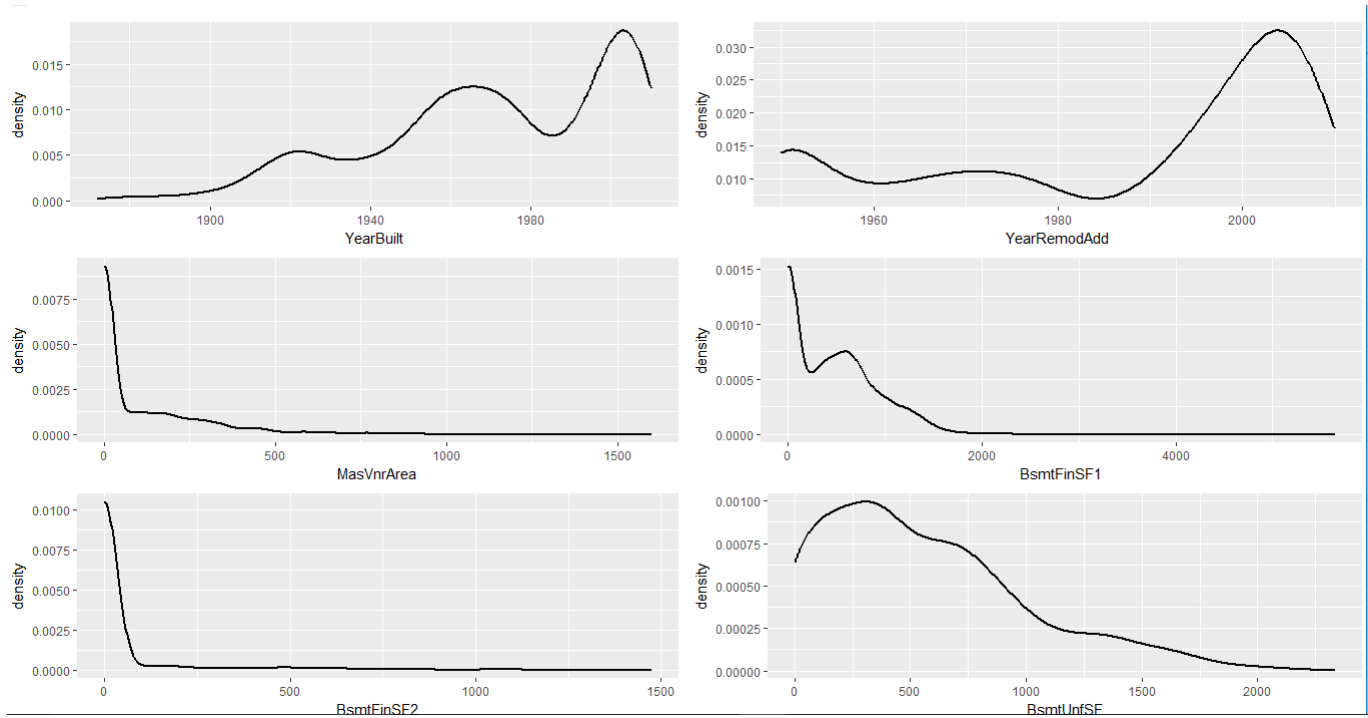 density
0.015
0.010
0.005
0.000
1900 1940 1980
YearBuilt
density
0.030
0.025
0.020
0.015
0.010
1960 1980 2000
YearRemodAdd
density
0.0075
0.0050
0.0025
0.0000
0 500 1000 1500
MasVnrArea
density
0.0015
0.0010
0.0005
0.0000
0 2000 4000
BsmtFinSF1
density
0.0100
0.0075
0.0050
0.0025
0.0000
0 500 1000 1500
BsmtFinSF2
density
0.00100
0.00075
0.00050
0.00025
0.00000
0 500 1000 1500 2000
BsmtUnfSF